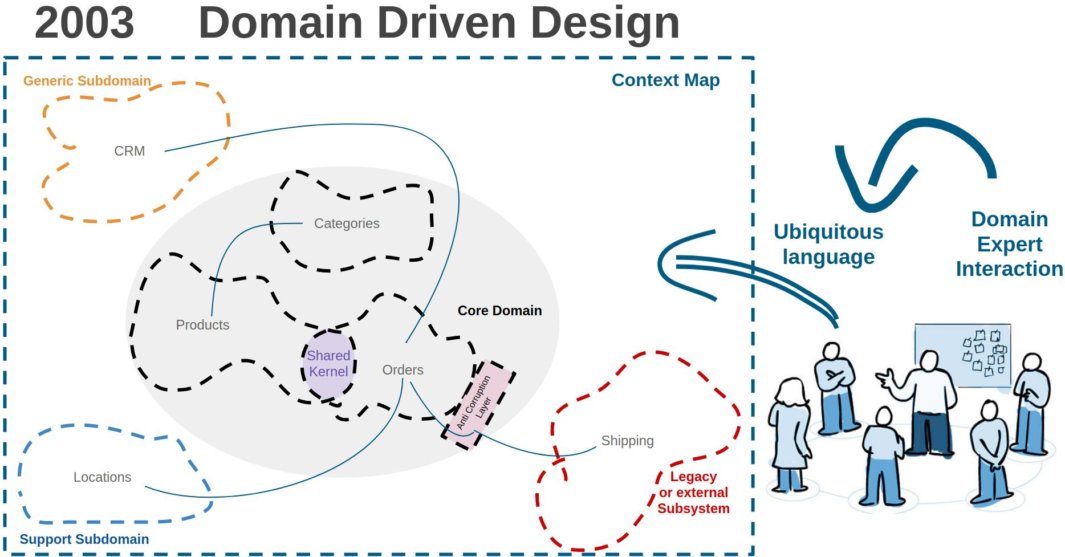 2003 Domain Driven Design
Generic Subdomain
Context Map
CRM
Categories
Ubiquitous
language
Domain
Expert
Interaction
Products
Core Domain
Shared
Kernel
Orders
Anti Corruption
Layer
Shipping
Locations
Legacy
or external
Subsystem
Support Subdomain